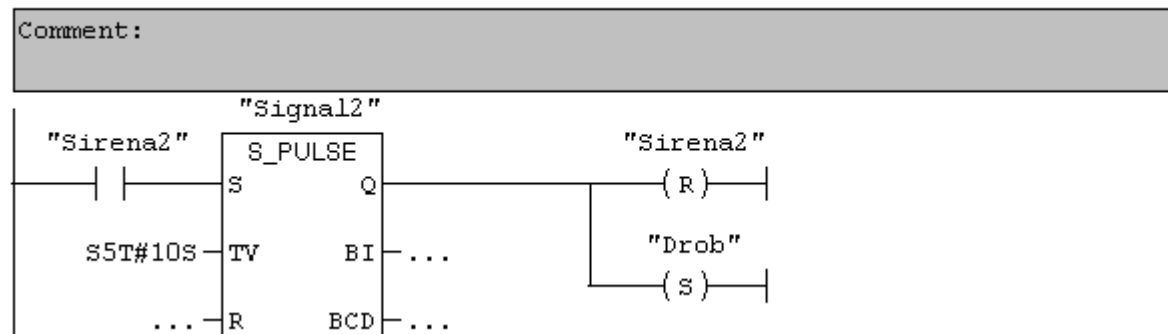 Comment:
"Signal2"
"Sirena2" S_PULSE "Sirena2"
S Q ( R )
"Drob"
S5T#10S TV BI ... ( S )
... R BCD ...